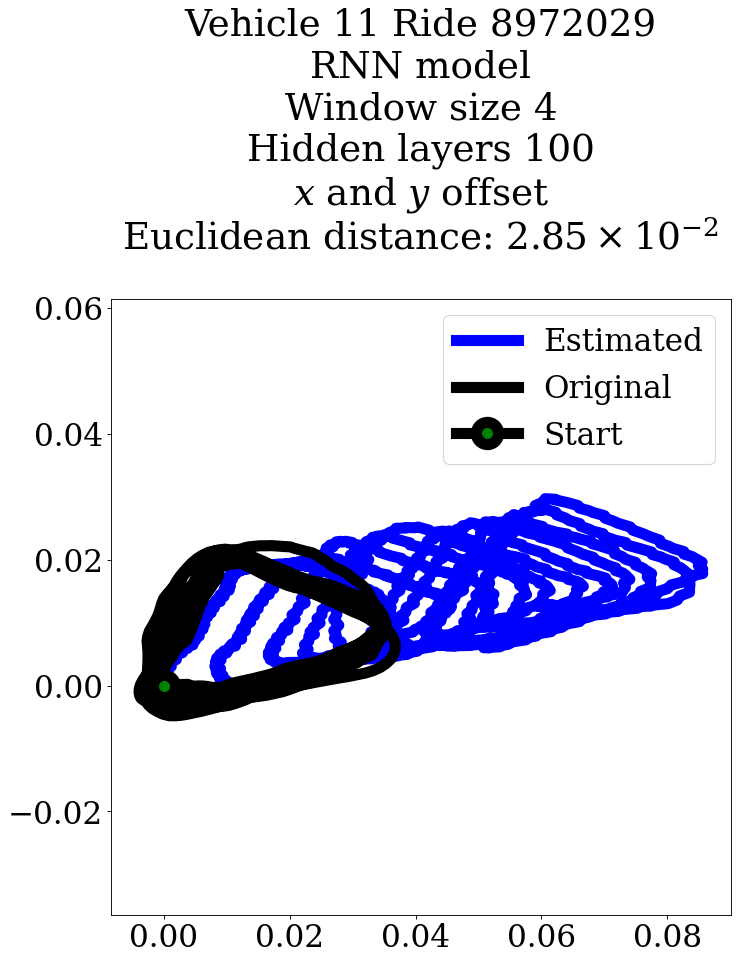 Vehicle 11 Ride 8972029
RNN model
Window size 4
Hidden layers 100
x and y offset
Euclidean distance: 2.85 × 10⁻²
0.06
0.04
0.02
0.00
−0.02
Estimated
Original
Start
0.00 0.02 0.04 0.06 0.08